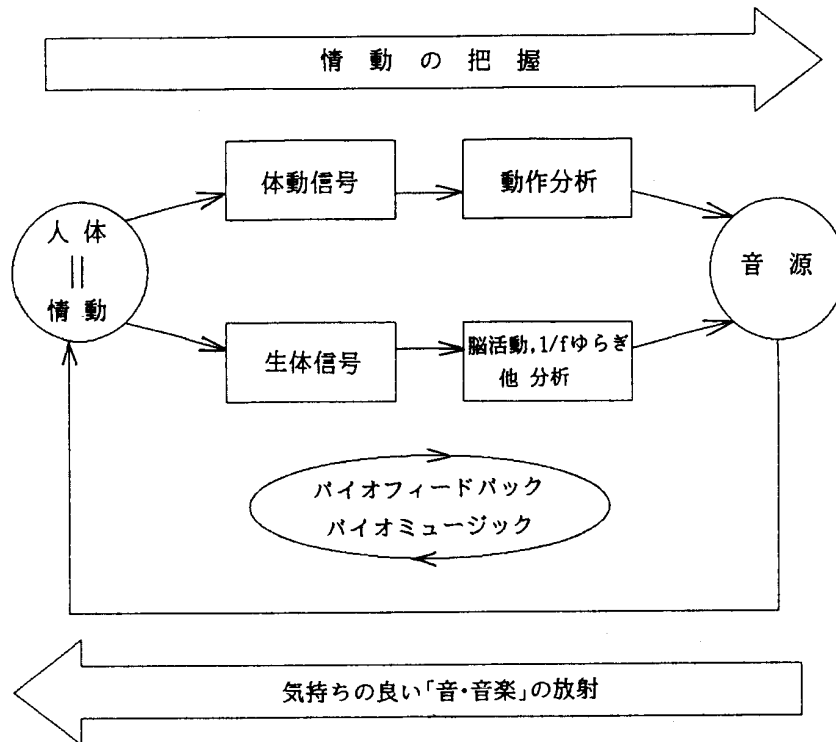 情動の把握
体動信号
動作分析
人体
||
情動
音源
生体信号
脳活動,1/fゆらぎ
他 分析
バイオフィードバック
バイオミュージック
気持ちの良い「音・音楽」の放射